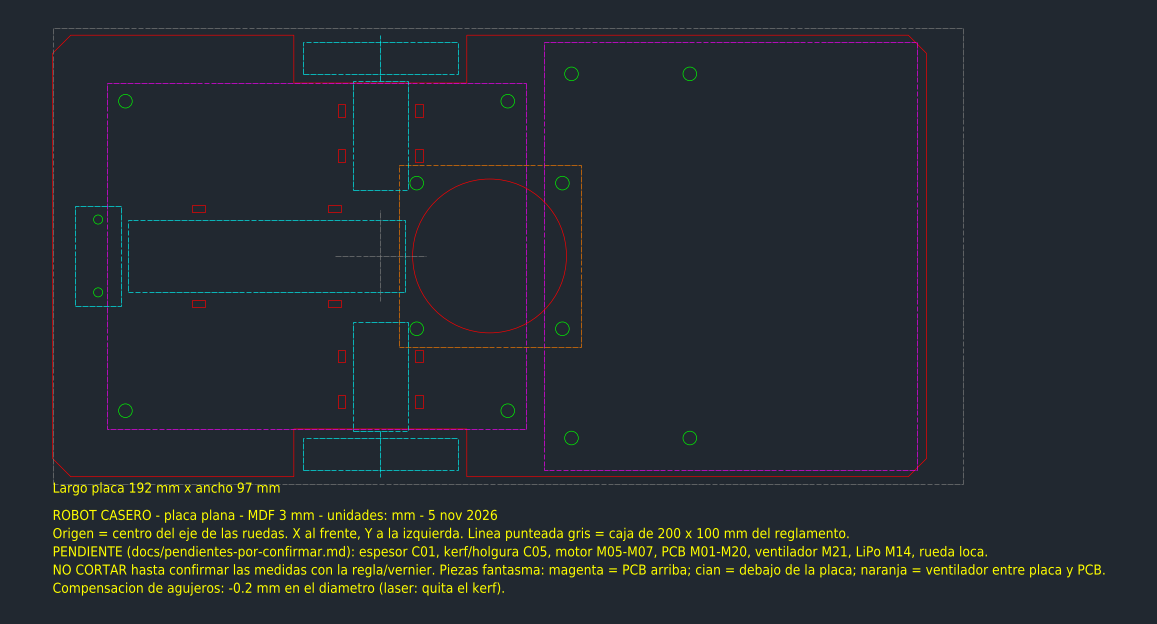 Largo placa 192 mm x ancho 97 mm
ROBOT CASERO - placa plana - MDF 3 mm - unidades: mm - 5 nov 2026
Origen = centro del eje de las ruedas. X al frente, Y a la izquierda. Linea punteada gris = caja de 200 x 100 mm del reglamento.
PENDIENTE (docs/pendientes-por-confirmar.md): espesor C01, kerf/holgura C05, motor M05-M07, PCB M01-M20, ventilador M21, LiPo M14, rueda loca.
NO CORTAR hasta confirmar las medidas con la regla/vernier. Piezas fantasma: magenta = PCB arriba; cian = debajo de la placa; naranja = ventilador entre placa y PCB.
Compensacion de agujeros: -0.2 mm en el diametro (laser: quita el kerf).